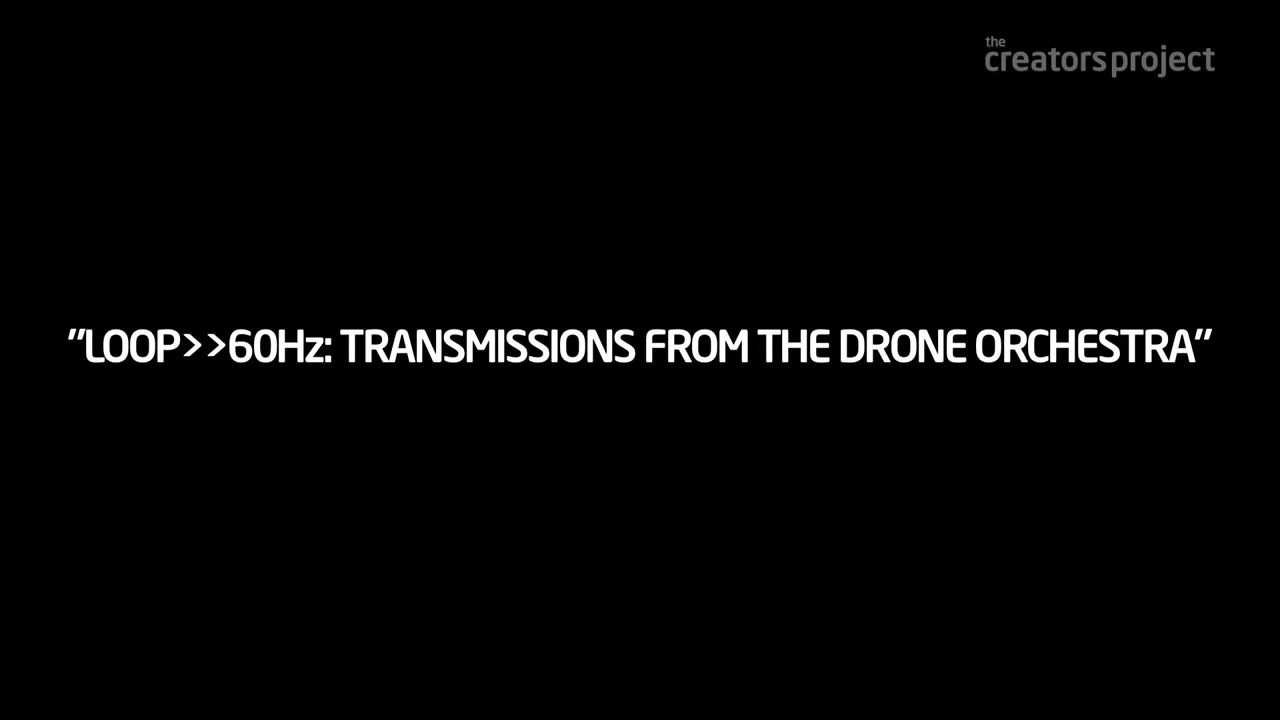 the
creatorsproject
"LOOP>>60Hz: TRANSMISSIONS FROM THE DRONE ORCHESTRA"